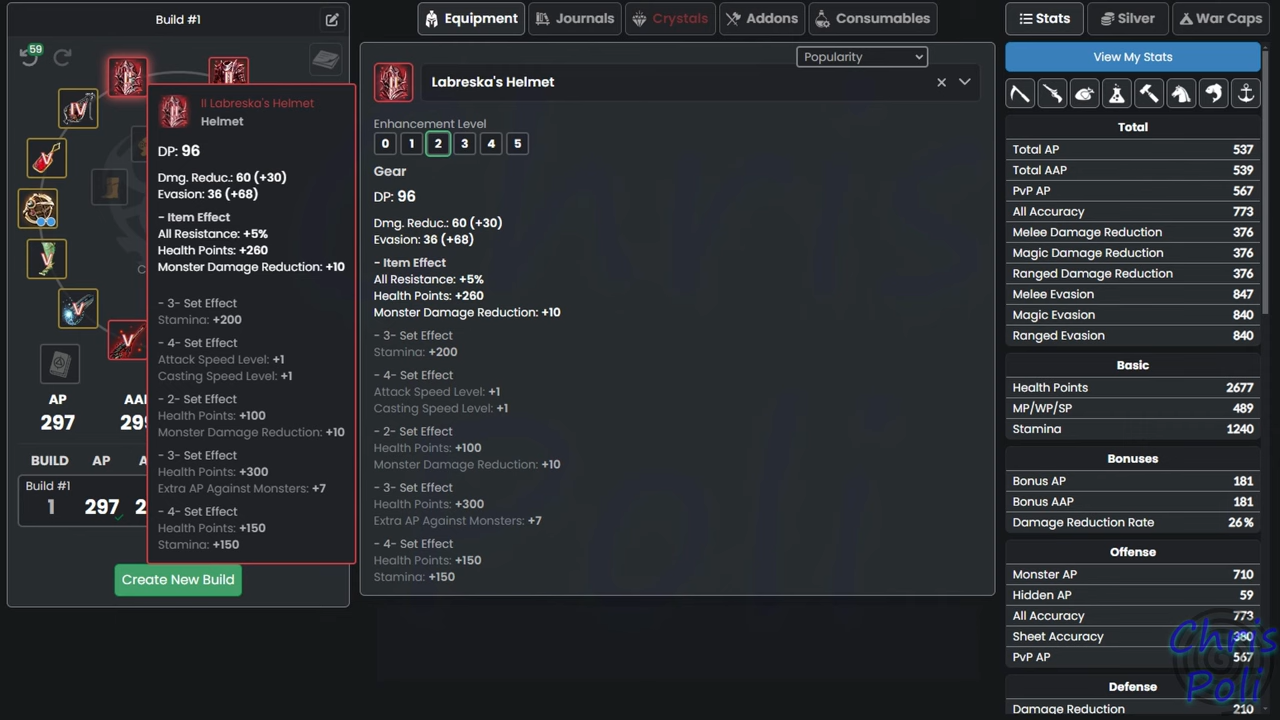 Build #1
59
IV
V
V
V
V
AP
297
AA
299
BUILD AP A
Build #1
1 297 2
Create New Build
II Labreska's Helmet
Helmet
DP: 96
Dmg. Reduc.: 60 (+30)
Evasion: 36 (+68)
- Item Effect
All Resistance: +5%
Health Points: +260
Monster Damage Reduction: +10
- 3- Set Effect
Stamina: +200
- 4- Set Effect
Attack Speed Level: +1
Casting Speed Level: +1
- 2- Set Effect
Health Points: +100
Monster Damage Reduction: +10
- 3- Set Effect
Health Points: +300
Extra AP Against Monsters: +7
- 4- Set Effect
Health Points: +150
Stamina: +150
Equipment Journals Crystals Addons Consumables
Popularity
Labreska's Helmet
Enhancement Level
0 1 2 3 4 5
Gear
DP: 96
Dmg. Reduc.: 60 (+30)
Evasion: 36 (+68)
- Item Effect
All Resistance: +5%
Health Points: +260
Monster Damage Reduction: +10
- 3- Set Effect
Stamina: +200
- 4- Set Effect
Attack Speed Level: +1
Casting Speed Level: +1
- 2- Set Effect
Health Points: +100
Monster Damage Reduction: +10
- 3- Set Effect
Health Points: +300
Extra AP Against Monsters: +7
- 4- Set Effect
Health Points: +150
Stamina: +150
Stats Silver War Caps
View My Stats
Total
Total AP 537
Total AAP 539
PvP AP 567
All Accuracy 773
Melee Damage Reduction 376
Magic Damage Reduction 376
Ranged Damage Reduction 376
Melee Evasion 847
Magic Evasion 840
Ranged Evasion 840
Basic
Health Points 2677
MP/WP/SP 489
Stamina 1240
Bonuses
Bonus AP 181
Bonus AAP 181
Damage Reduction Rate 26%
Offense
Monster AP 710
Hidden AP 59
All Accuracy 773
Sheet Accuracy 380
PvP AP 567
Defense
Damage Reduction 210
Chris
Poli